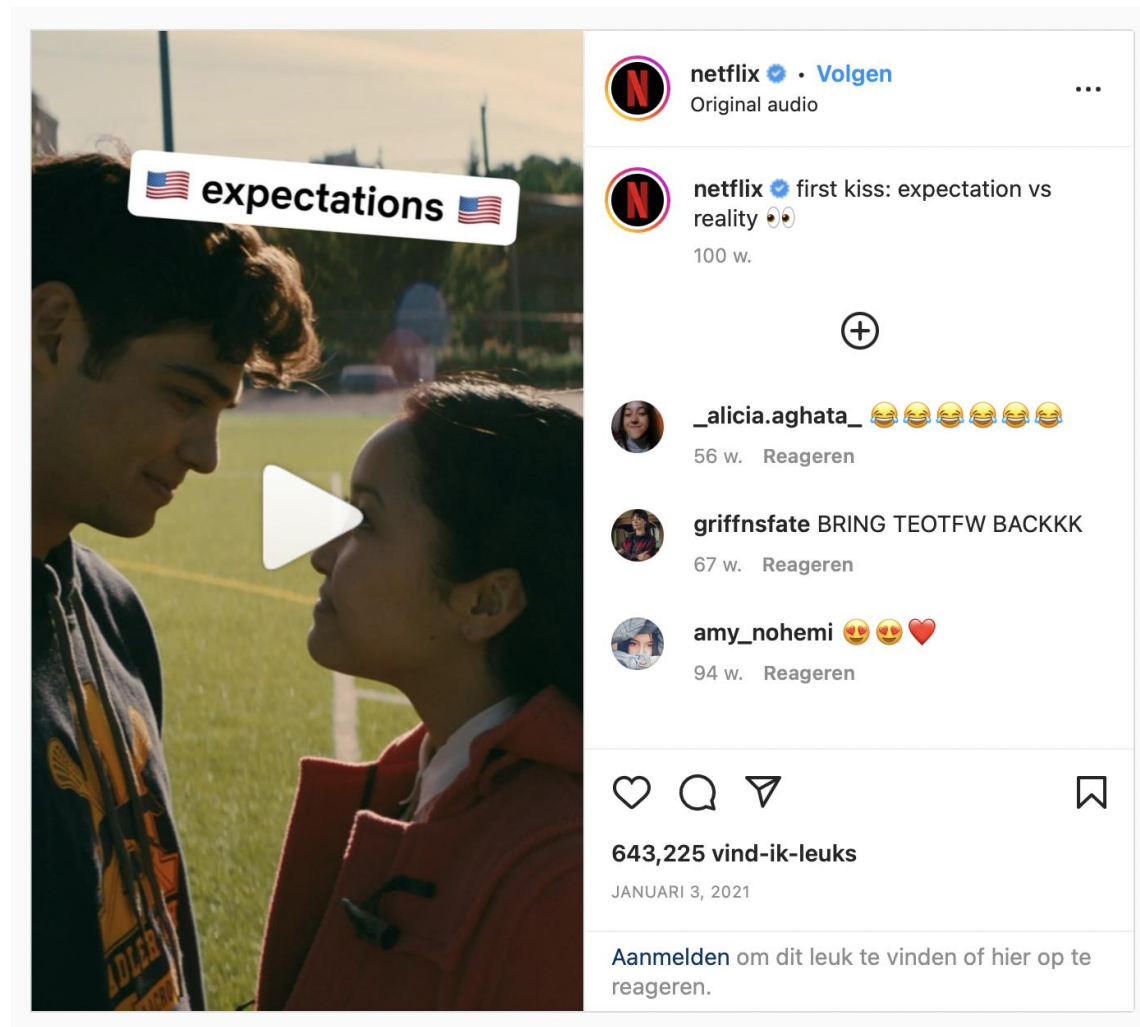 🇺🇸 expectations 🇺🇸
ADLER
netflix • Volgen
Original audio
netflix first kiss: expectation vs
reality 👀
100 w.
_alicia.aghata_ 😂😂😂😂😂😂
56 w. Reageren
griffnsfate BRING TEOTFW BACKKK
67 w. Reageren
amy_nohemi 😍😍❤️
94 w. Reageren
643,225 vind-ik-leuks
JANUARI 3, 2021
Aanmelden om dit leuk te vinden of hier op te
reageren.